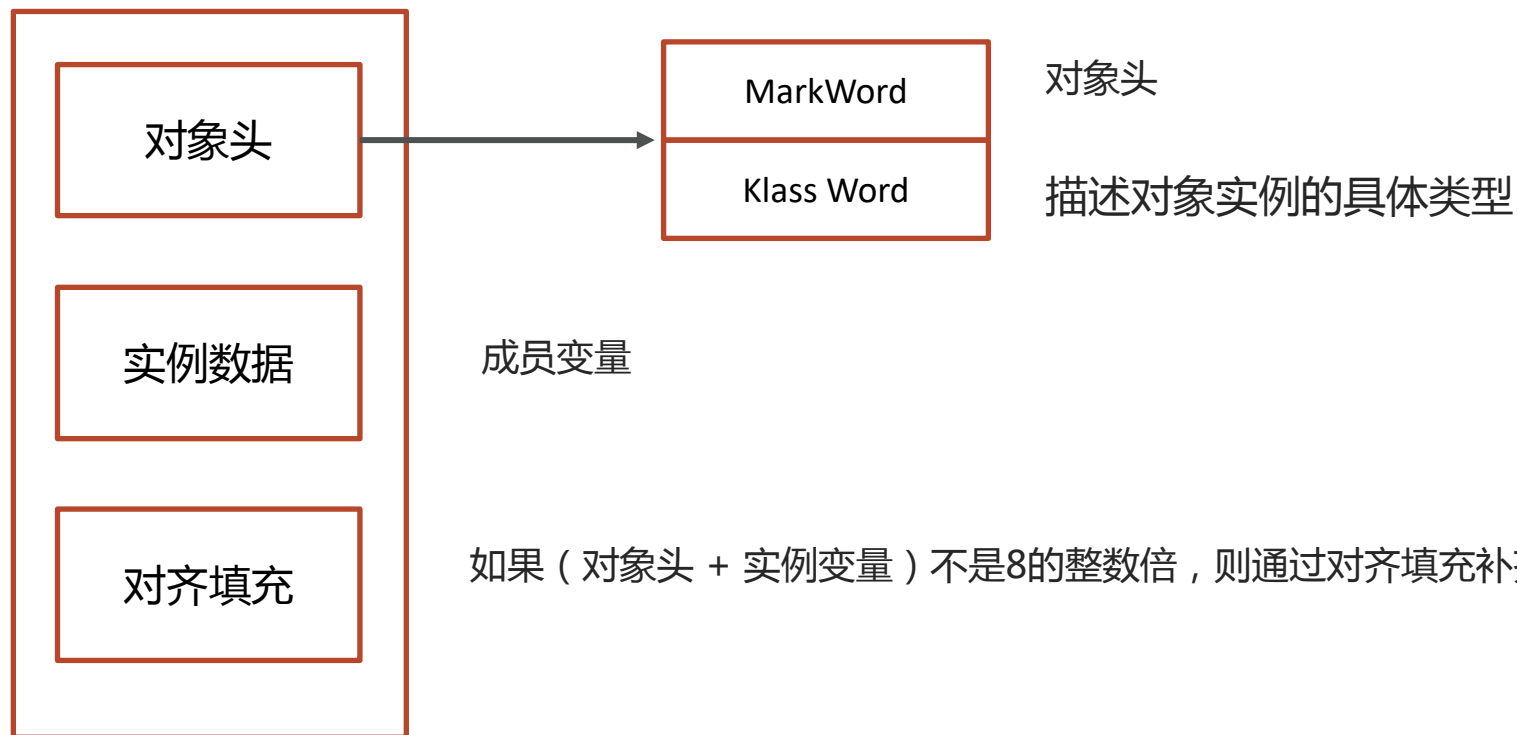 对象头
MarkWord
对象头
Klass Word
描述对象实例的具体类型
实例数据
成员变量
对齐填充
如果（对象头 + 实例变量）不是8的整数倍，则通过对齐填充补